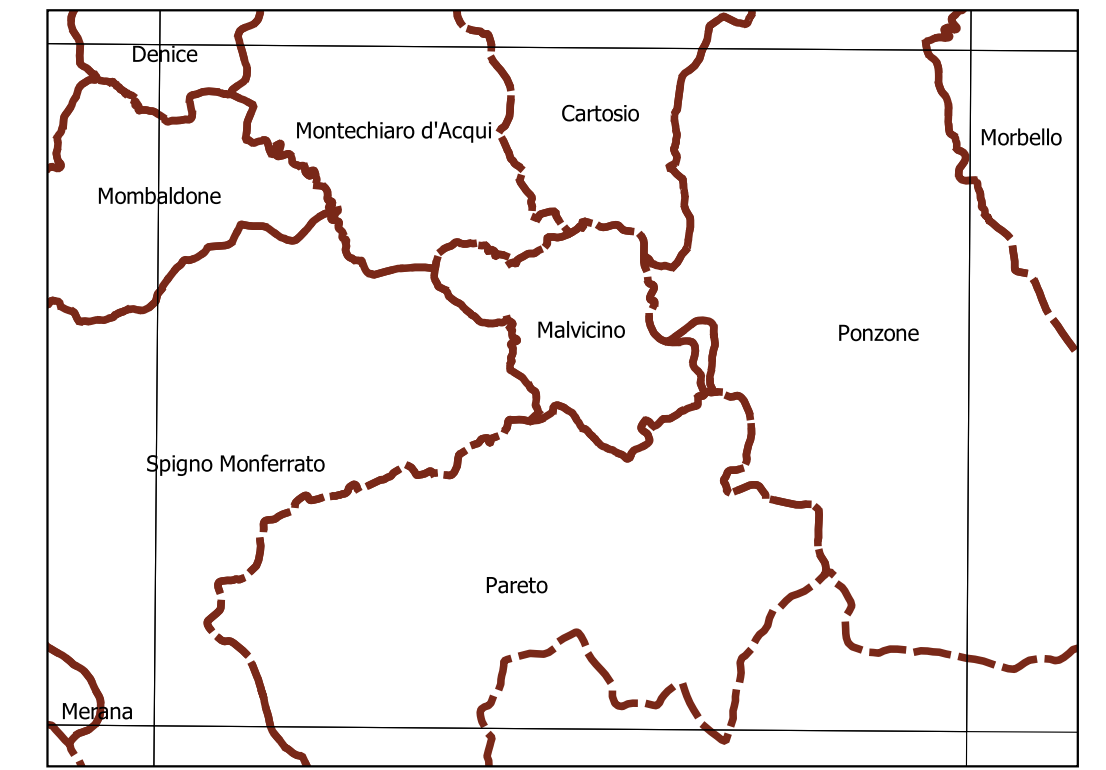 Denice
Cartosio
Montechiaro d'Acqui
Morbello
Mombaldone
Malvicino
Ponzone
Spigno Monferrato
Pareto
Merana